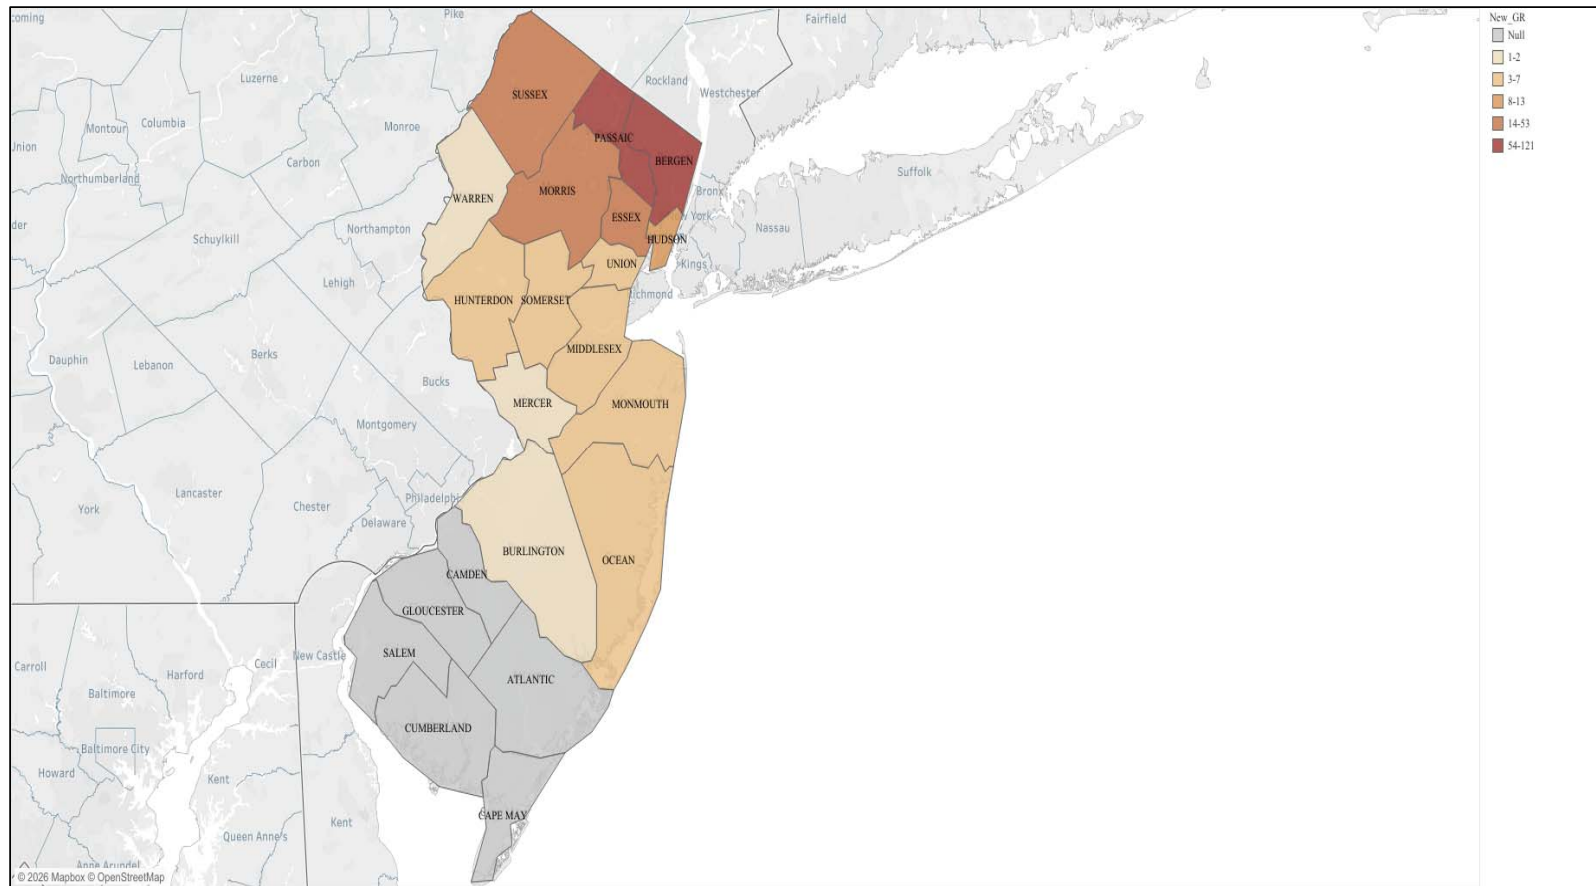 oming
Pike
Fairfield
New_GR
Null
1-2
3-7
8-13
14-53
54-121
Luzerne
Rockland
Westchester
SUSSEX
Montour
Columbia
Monroe
PASSAIC
Union
Carbon
BERGEN
Northumberland
Suffolk
MORRIS
Bronx
WARREN
ESSEX
York
der
Northampton
Nassau
Schuylkill
HUDSON
UNION
Kings
Lehigh
Richmond
HUNTERDON
SOMERSET
MIDDLESEX
Dauphin
Lebanon
Berks
Bucks
MERCER
MONMOUTH
Montgomery
York
Lancaster
Chester
Philadelphi
Delaware
BURLINGTON
OCEAN
CAMDEN
GLOUCESTER
SALEM
New Castle
Carroll
Harford
Cecil
ATLANTIC
Baltimore
CUMBERLAND
Baltimore City
Howard
Kent
CAPE MAY
Kent
Queen Anne's
Anne Arundel
© 2026 Mapbox © OpenStreetMap